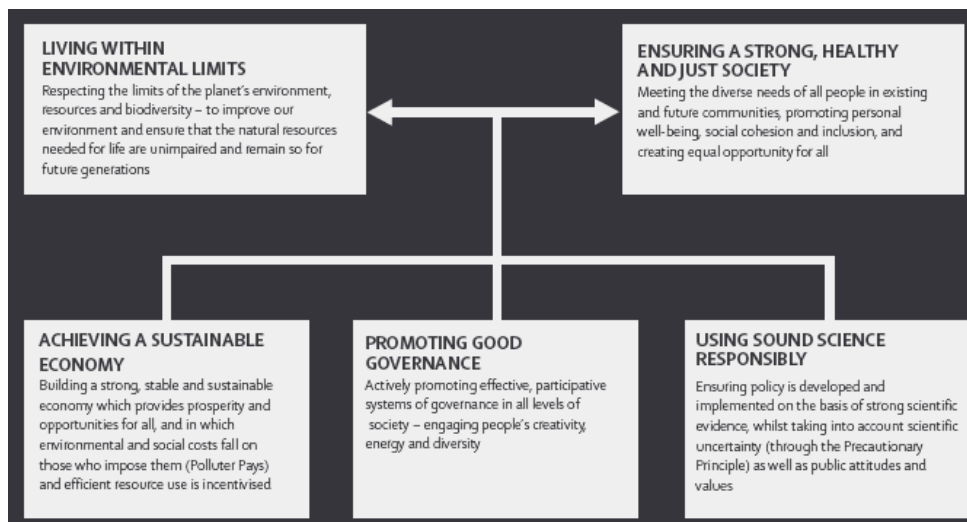 LIVING WITHIN
ENVIRONMENTAL LIMITS
Respecting the limits of the planet's environment,
resources and biodiversity – to improve our
environment and ensure that the natural resources
needed for life are unimpaired and remain so for
future generations
ENSURING A STRONG, HEALTHY
AND JUST SOCIETY
Meeting the diverse needs of all people in existing
and future communities, promoting personal
well-being, social cohesion and inclusion, and
creating equal opportunity for all
ACHIEVING A SUSTAINABLE
ECONOMY
Building a strong, stable and sustainable
economy which provides prosperity and
opportunities for all, and in which
environmental and social costs fall on
those who impose them (Polluter Pays)
and efficient resource use is incentivised
PROMOTING GOOD
GOVERNANCE
Actively promoting effective, participative
systems of governance in all levels of
society – engaging people's creativity,
energy and diversity
USING SOUND SCIENCE
RESPONSIBLY
Ensuring policy is developed and
implemented on the basis of strong scientific
evidence, whilst taking into account scientific
uncertainty (through the Precautionary
Principle) as well as public attitudes and
values